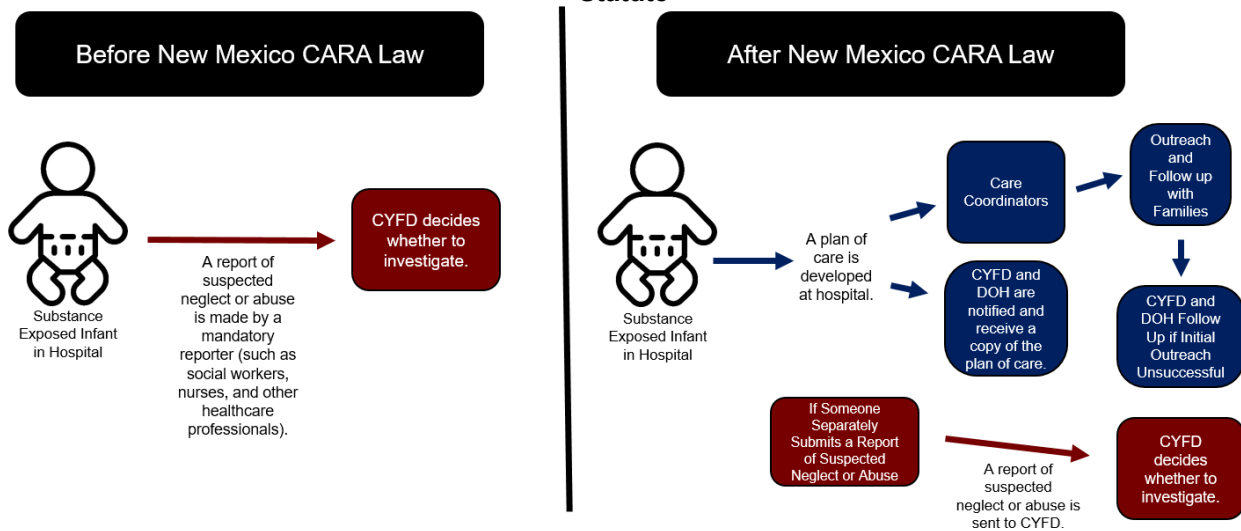 Statute
Before New Mexico CARA Law
Substance
Exposed Infant
in Hospital
A report of
suspected
neglect or abuse
is made by a
mandatory
reporter (such as
social workers,
nurses, and other
healthcare
professionals).
CYFD decides
whether to
investigate.
After New Mexico CARA Law
Substance
Exposed Infant
in Hospital
A plan of
care is
developed
at hospital.
Care
Coordinators
Outreach
and
Follow up
with
Families
CYFD and
DOH are
notified and
receive a
copy of the
plan of care.
CYFD and
DOH Follow
Up if Initial
Outreach
Unsuccessful
If Someone
Separately
Submits a Report
of Suspected
Neglect or Abuse
A report of
suspected
neglect or abuse is
sent to CYFD.
CYFD
decides
whether to
investigate.